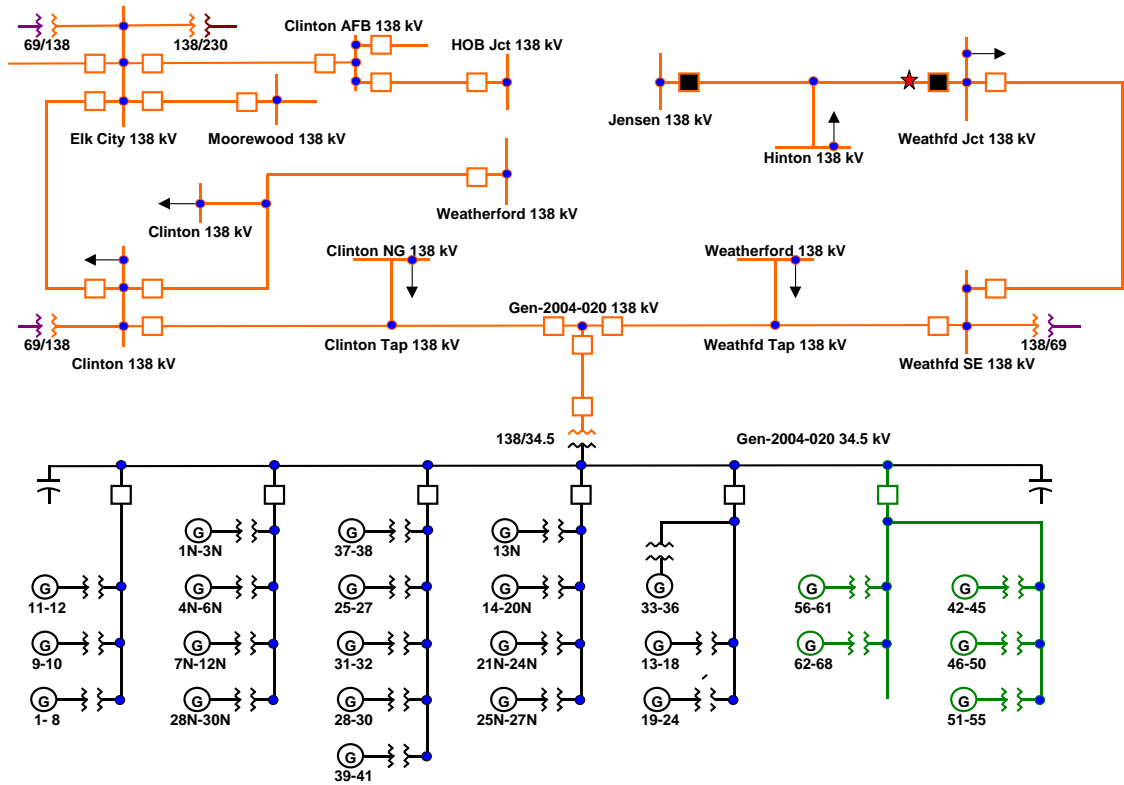 Clinton AFB 138 kV
69/138
138/230
HOB Jct 138 kV
Elk City 138 kV
Moorewood 138 kV
Jensen 138 kV
Weathfd Jct 138 kV
Hinton 138 kV
Weatherford 138 kV
Clinton 138 kV
Clinton NG 138 kV
Weatherford 138 kV
Gen-2004-020 138 kV
69/138
Clinton 138 kV
Clinton Tap 138 kV
Weathfd Tap 138 kV
138/69
Weathfd SE 138 kV
138/34.5
Gen-2004-020 34.5 kV
G
11-12
G
9-10
G
1- 8
G
1N-3N
G
4N-6N
G
7N-12N
G
28N-30N
G
37-38
G
25-27
G
31-32
G
28-30
G
39-41
G
13N
G
14-20N
G
21N-24N
G
25N-27N
G
33-36
G
13-18
G
19-24
G
56-61
G
62-68
G
42-45
G
46-50
G
51-55